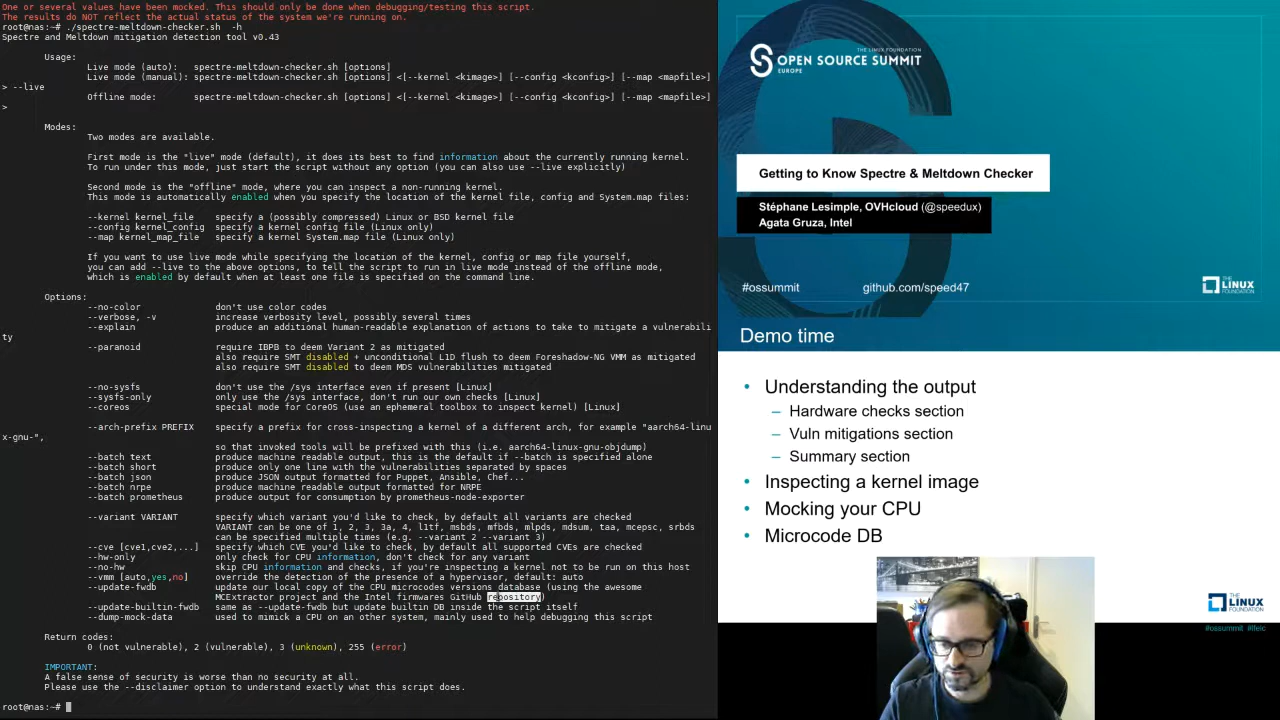 One or several values have been mocked. This should only be done when debugging/testing this script.
The results do NOT reflect the actual status of the system we're running on.
root@nas:~# ./spectre-meltdown-checker.sh  -h
Spectre and Meltdown mitigation detection tool v0.43
Usage:
Live mode (auto):   spectre-meltdown-checker.sh [options]
Live mode (manual): spectre-meltdown-checker.sh [options] <[--kernel <kimage>] [--config <kconfig>] [--map <mapfile>]
> --live
Offline mode:       spectre-meltdown-checker.sh [options] <[--kernel <kimage>] [--config <kconfig>] [--map <mapfile>]
>
Modes:
Two modes are available.
First mode is the "live" mode (default), it does its best to find information about the currently running kernel.
To run under this mode, just start the script without any option (you can also use --live explicitly)
Second mode is the "offline" mode, where you can inspect a non-running kernel.
This mode is automatically enabled when you specify the location of the kernel file, config and System.map files:
--kernel kernel_file    specify a (possibly compressed) Linux or BSD kernel file
--config kernel_config  specify a kernel config file (Linux only)
--map kernel_map_file   specify a kernel System.map file (Linux only)
If you want to use live mode while specifying the location of the kernel, config or map file yourself,
you can add --live to the above options, to tell the script to run in live mode instead of the offline mode,
which is enabled by default when at least one file is specified on the command line.
Options:
--no-color              don't use color codes
--verbose, -v           increase verbosity level, possibly several times
--explain               produce an additional human-readable explanation of actions to take to mitigate a vulnerabili
ty
--paranoid              require IBPB to deem Variant 2 as mitigated
also require SMT disabled + unconditional L1D flush to deem Foreshadow-NG VMM as mitigated
also require SMT disabled to deem MDS vulnerabilities mitigated
--no-sysfs              don't use the /sys interface even if present [Linux]
--sysfs-only            only use the /sys interface, don't run our own checks [Linux]
--coreos                special mode for CoreOS (use an ephemeral toolbox to inspect kernel) [Linux]
--arch-prefix PREFIX    specify a prefix for cross-inspecting a kernel of a different arch, for example "aarch64-linu
x-gnu-",
so that invoked tools will be prefixed with this (i.e. aarch64-linux-gnu-objdump)
--batch text            produce machine readable output, this is the default if --batch is specified alone
--batch short           produce only one line with the vulnerabilities separated by spaces
--batch json            produce JSON output formatted for Puppet, Ansible, Chef...
--batch nrpe            produce machine readable output formatted for NRPE
--batch prometheus      produce output for consumption by prometheus-node-exporter
--variant VARIANT       specify which variant you'd like to check, by default all variants are checked
VARIANT can be one of 1, 2, 3, 3a, 4, l1tf, msbds, mfbds, mlpds, mdsum, taa, mcepsc, srbds
can be specified multiple times (e.g. --variant 2 --variant 3)
--cve [cve1,cve2,...]   specify which CVE you'd like to check, by default all supported CVEs are checked
--hw-only               only check for CPU information, don't check for any variant
--no-hw                 skip CPU information and checks, if you're inspecting a kernel not to be run on this host
--vmm [auto,yes,no]     override the detection of the presence of a hypervisor, default: auto
--update-fwdb           update our local copy of the CPU microcodes versions database (using the awesome
MCExtractor project and the Intel firmwares GitHub repository)
--update-builtin-fwdb   same as --update-fwdb but update builtin DB inside the script itself
--dump-mock-data        used to mimick a CPU on an other system, mainly used to help debugging this script
Return codes:
0 (not vulnerable), 2 (vulnerable), 3 (unknown), 255 (error)
IMPORTANT:
A false sense of security is worse than no security at all.
Please use the --disclaimer option to understand exactly what this script does.
root@nas:~#
THE LINUX FOUNDATION
OPEN SOURCE SUMMIT
EUROPE
Getting to Know Spectre & Meltdown Checker
Stéphane Lesimple, OVHcloud (@speedux)
Agata Gruza, Intel
#ossummit
github.com/speed47
THE
LINUX
FOUNDATION
Demo time
• Understanding the output
– Hardware checks section
– Vuln mitigations section
– Summary section
• Inspecting a kernel image
• Mocking your CPU
• Microcode DB
THE
LINUX
FOUNDATION
#ossummit #lfelc